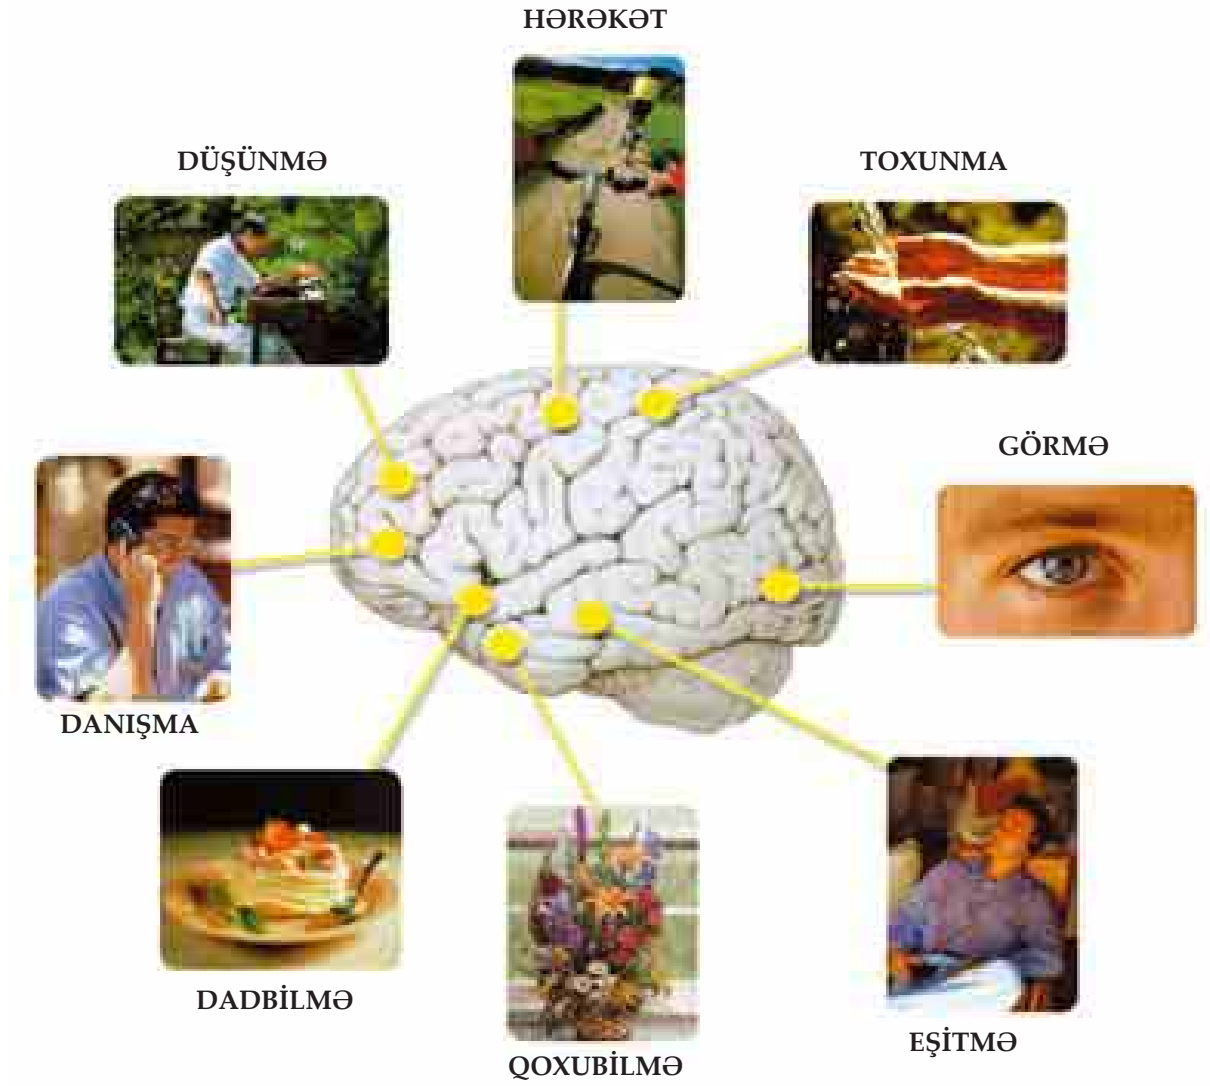 HƏRƏKƏT
DÜŞÜNMƏ
TOXUNMA
GÖRMƏ
DANIŞMA
DADBİLMƏ
QOXUBİLMƏ
EŞİTMƏ